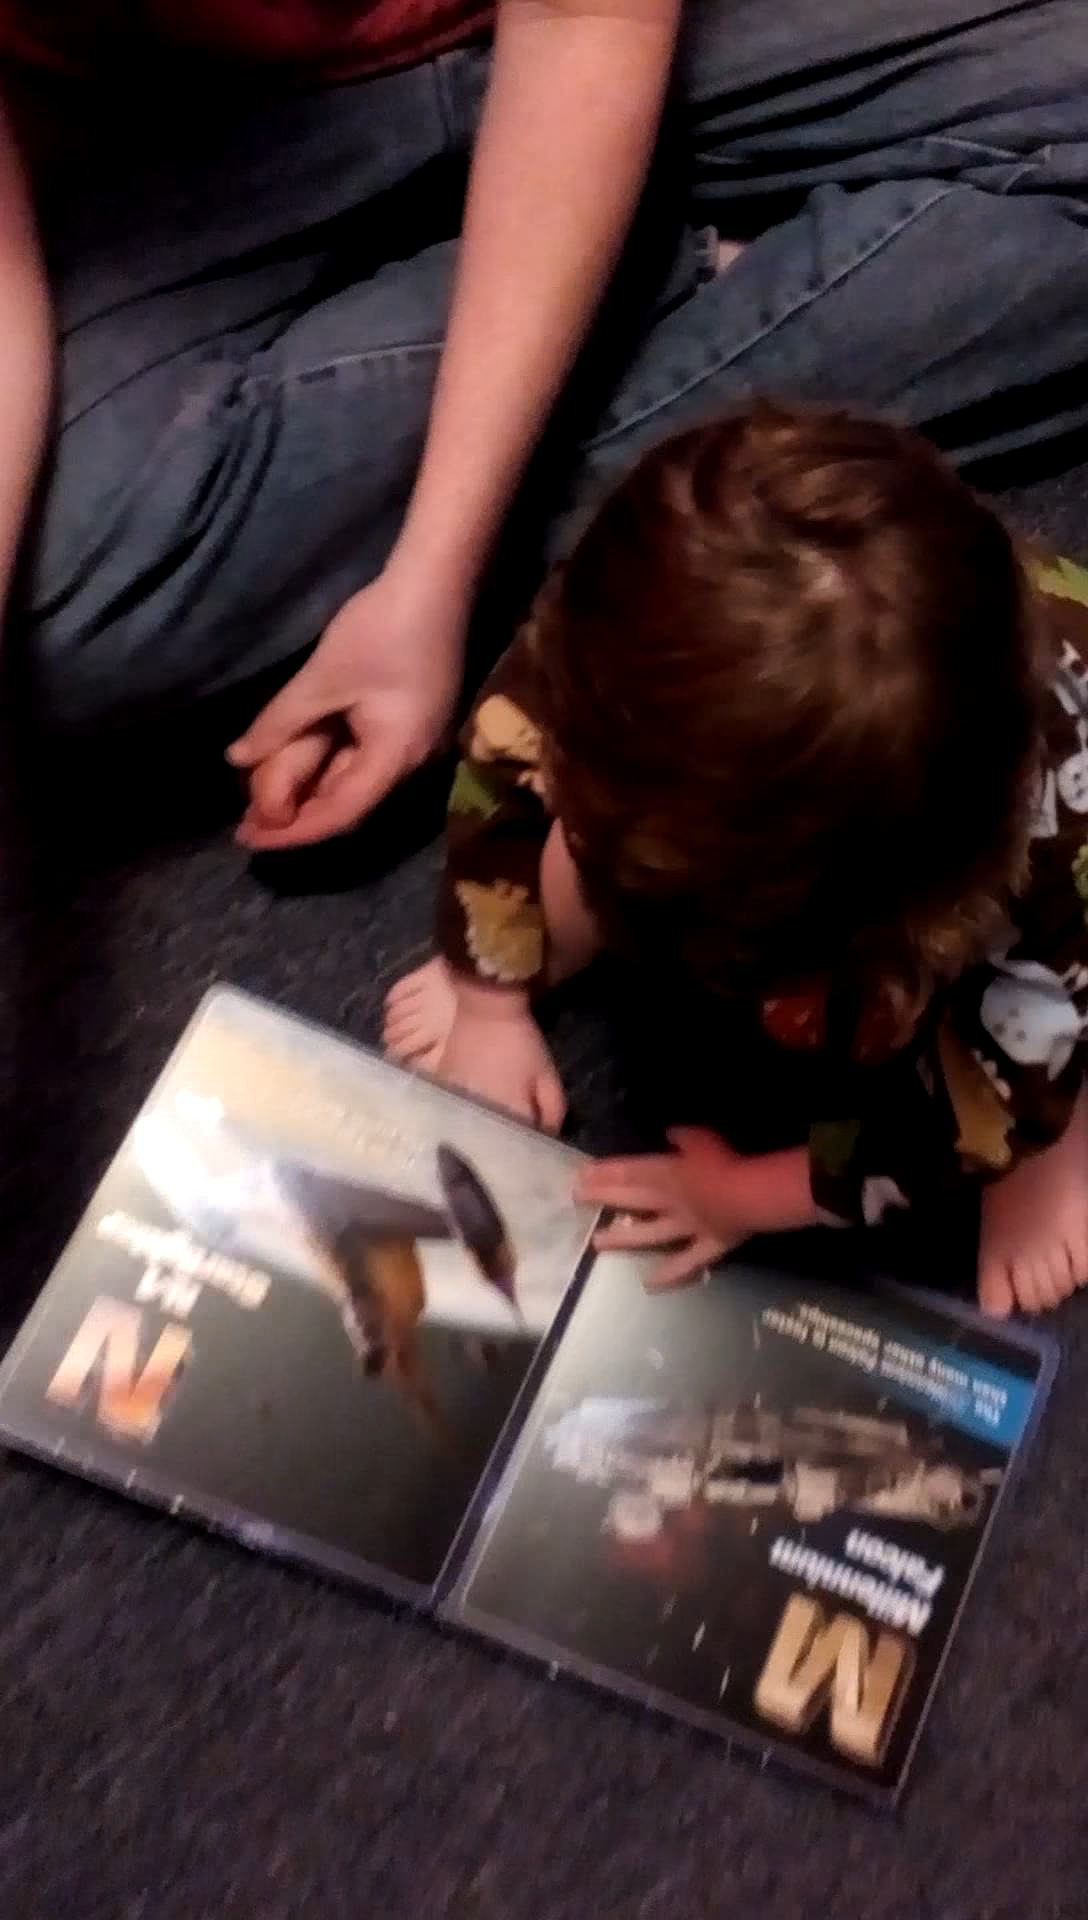 M
Millennium
Falcon
The Millennium Falcon is faster
than many other spaceships.
N
N-1
Starfighter